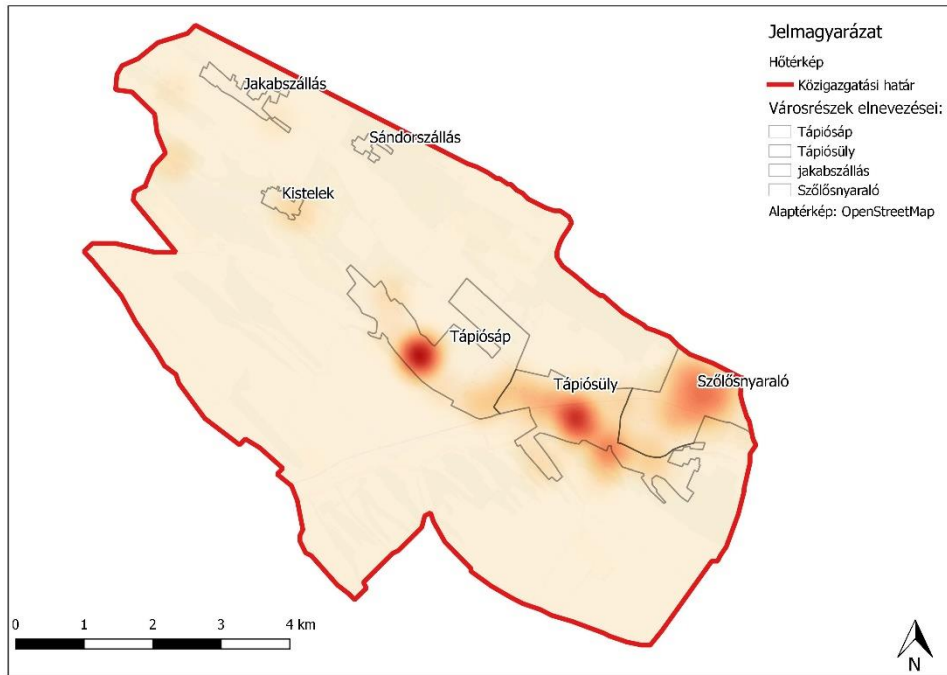 Jelmagyarázat
Hőtérkép
Közigazgatási határ
Városrészek elnevezései:
Tápiósáp
Tápiósüly
jakabszállás
Szőlősnyaraló
Alaptérkép: OpenStreetMap
Jakabszállás
Sándorszállás
Kistelek
Tápiósáp
Tápiósüly
Szőlősnyaraló
0 1 2 3 4 km
N